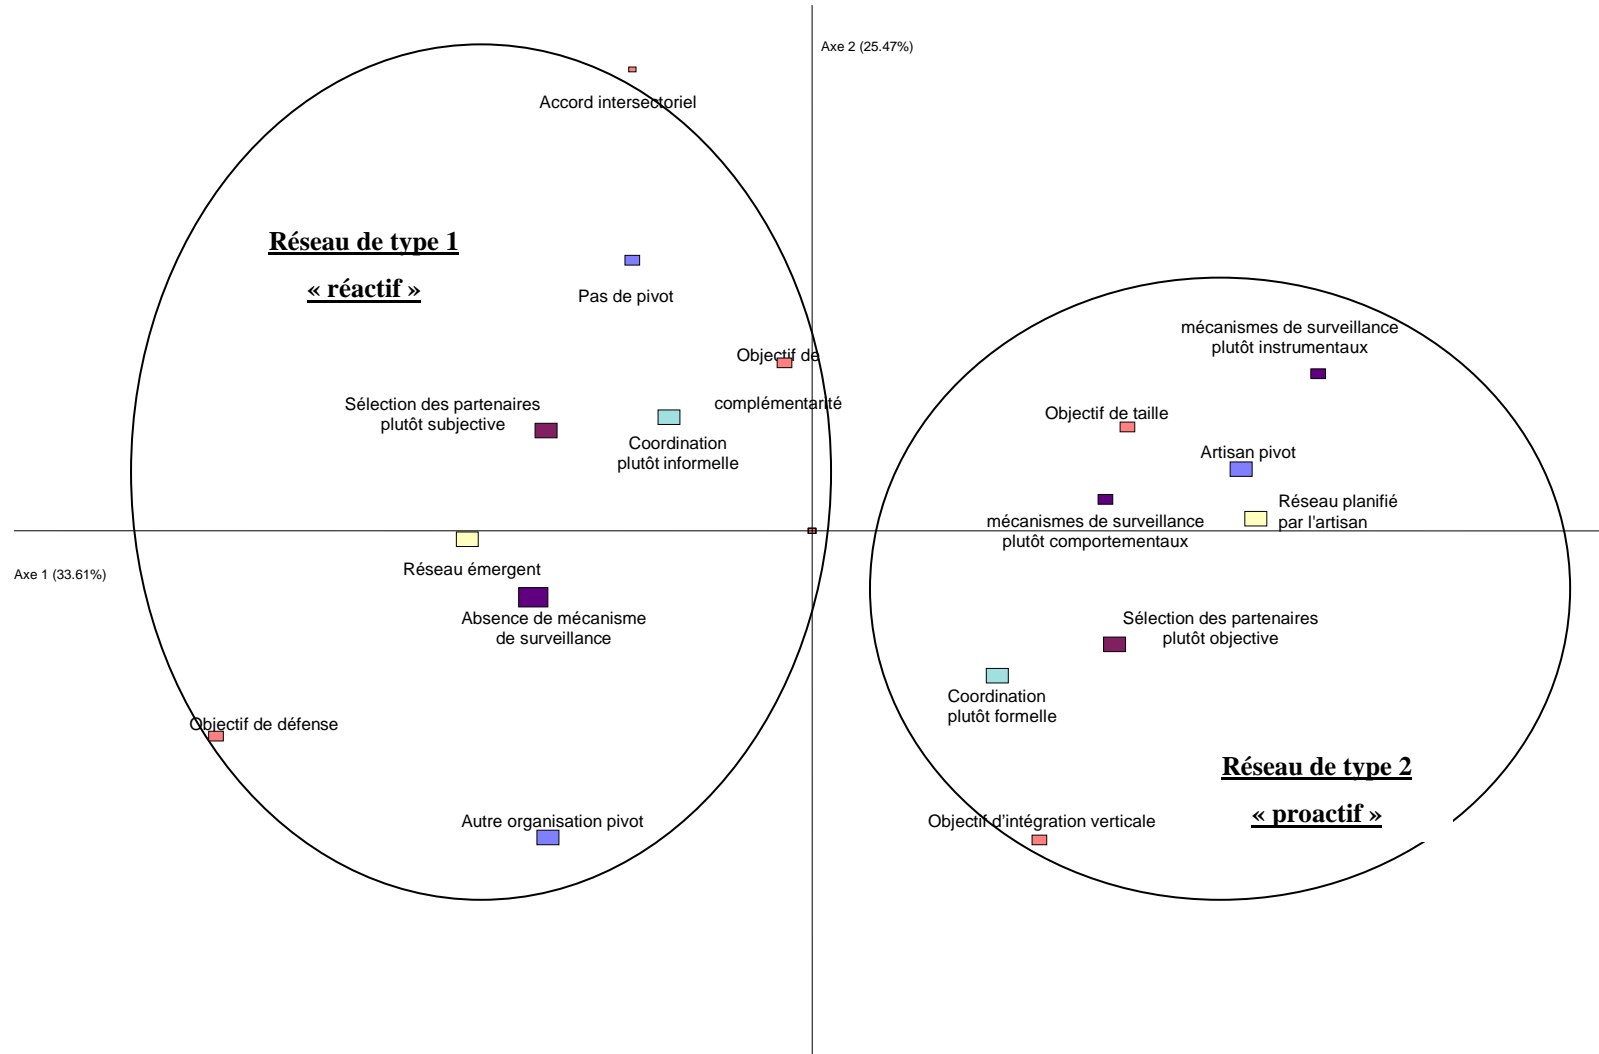 Axe 2 (25.47%)
Accord intersectoriel
Réseau de type 1
« réactif »
Pas de pivot
Objectif de
complémentarité
Sélection des partenaires
plutôt subjective
Coordination
plutôt informelle
mécanismes de surveillance
plutôt instrumentaux
Objectif de taille
Artisan pivot
Réseau planifié
par l'artisan
mécanismes de surveillance
plutôt comportementaux
Axe 1 (33.61%)
Réseau émergent
Absence de mécanisme
de surveillance
Sélection des partenaires
plutôt objective
Coordination
plutôt formelle
Objectif de défense
Réseau de type 2
« proactif »
Autre organisation pivot
Objectif d'intégration verticale